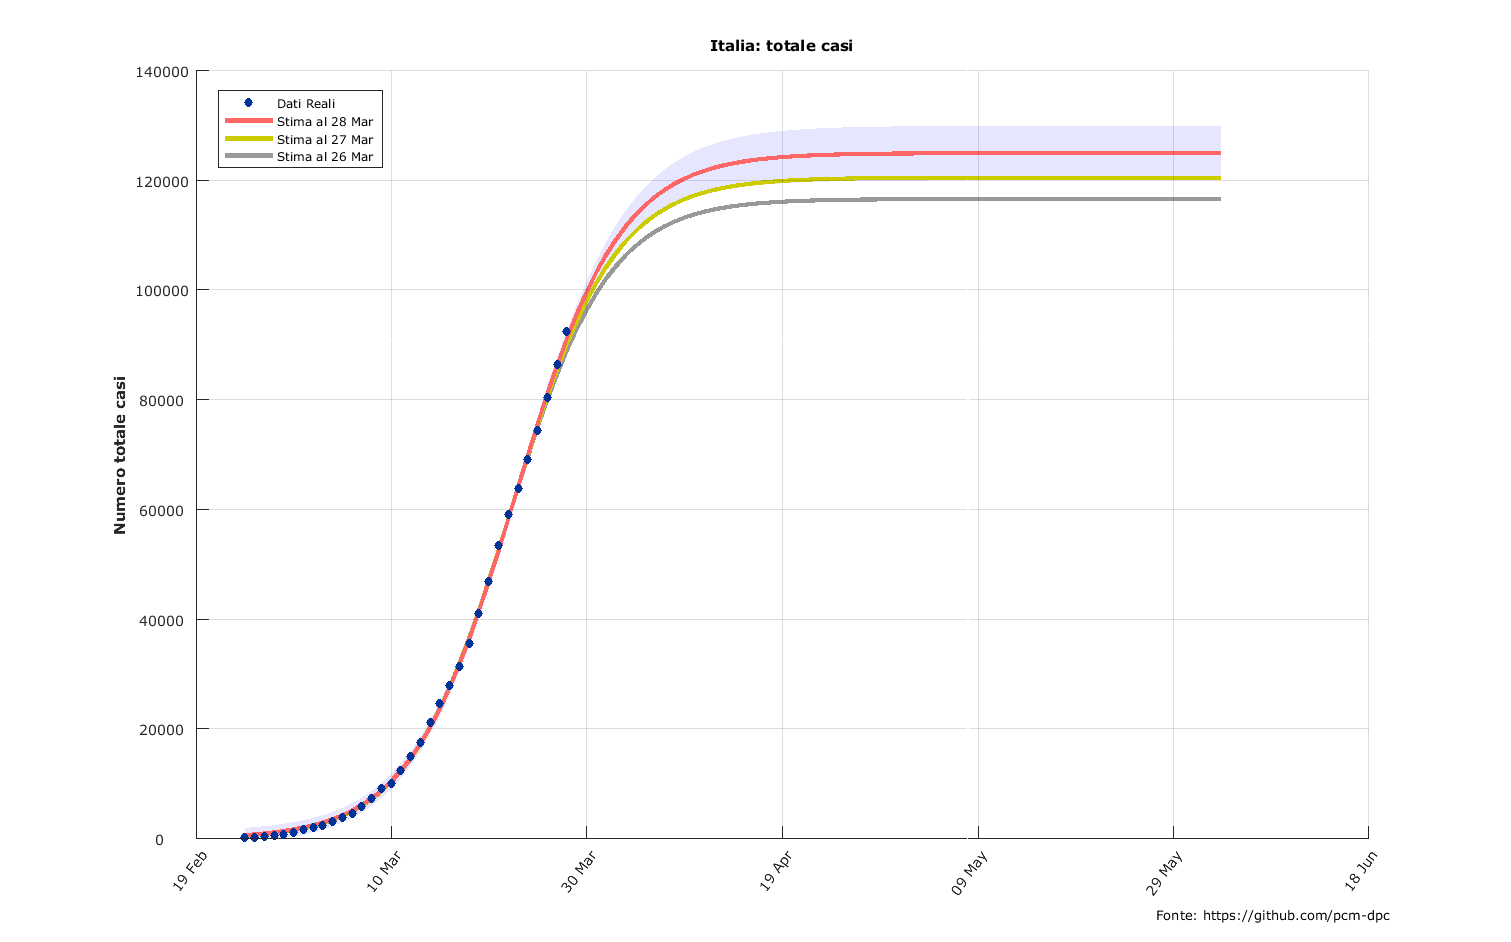 Italia: totale casi
140000
120000
100000
80000
60000
40000
20000
0
Numero totale casi
Dati Reali
Stima al 28 Mar
Stima al 27 Mar
Stima al 26 Mar
19 Feb
10 Mar
30 Mar
19 Apr
09 May
29 May
18 Jun
Fonte: https://github.com/pcm-dpc